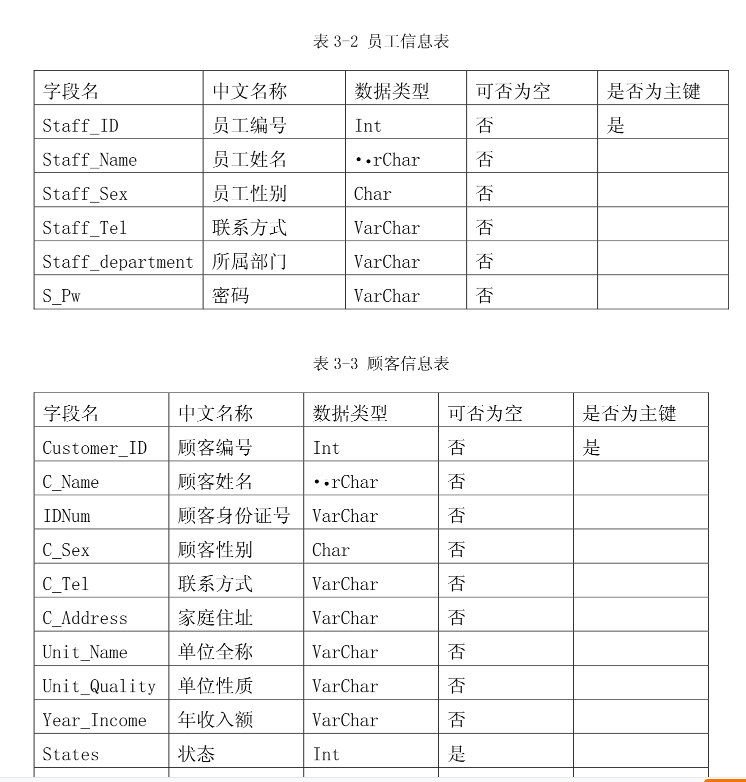 表 3-2 员工信息表
字段名 中文名称 数据类型 可否为空 是否为主键
Staff_ID 员工编号 Int 否 是
Staff_Name 员工姓名 ··rChar 否
Staff_Sex 员工性别 Char 否
Staff_Tel 联系方式 VarChar 否
Staff_department 所属部门 VarChar 否
S_Pw 密码 VarChar 否
表 3-3 顾客信息表
字段名 中文名称 数据类型 可否为空 是否为主键
Customer_ID 顾客编号 Int 否 是
C_Name 顾客姓名 ··rChar 否
IDNum 顾客身份证号 VarChar 否
C_Sex 顾客性别 Char 否
C_Tel 联系方式 VarChar 否
C_Address 家庭住址 VarChar 否
Unit_Name 单位全称 VarChar 否
Unit_Quality 单位性质 VarChar 否
Year_Income 年收入额 VarChar 否
States 状态 Int 是